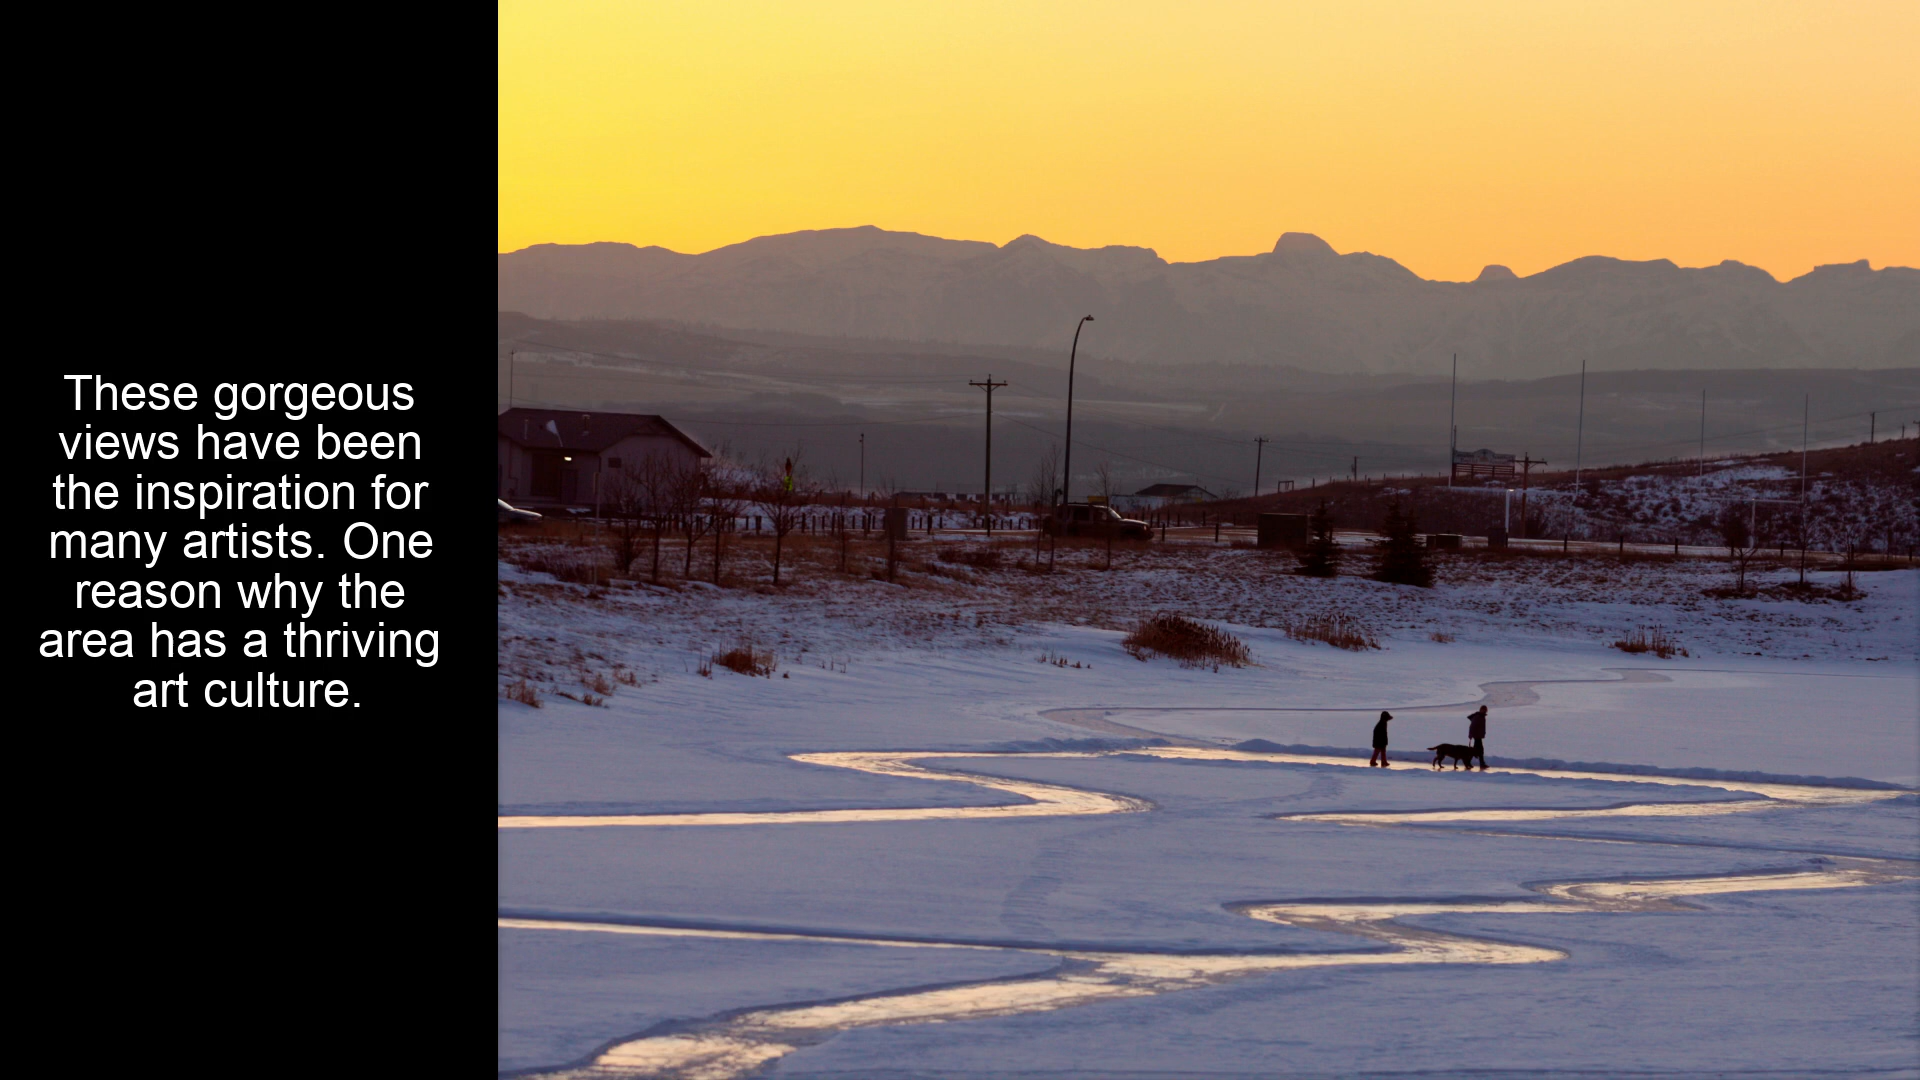 These gorgeous
views have been
the inspiration for
many artists. One
reason why the
area has a thriving
art culture.